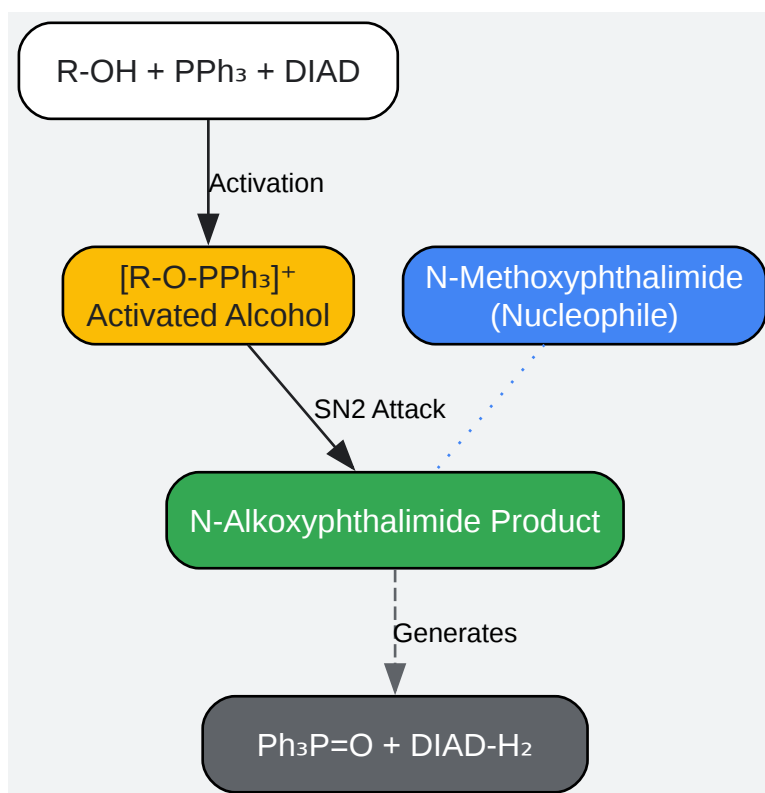 R-OH + PPh₃ + DIAD
Activation
[R-O-PPh₃]⁺
Activated Alcohol
N-Methoxyphthalimide
(Nucleophile)
SN2 Attack
N-Alkoxyphthalimide Product
Generates
Ph₃P=O + DIAD-H₂